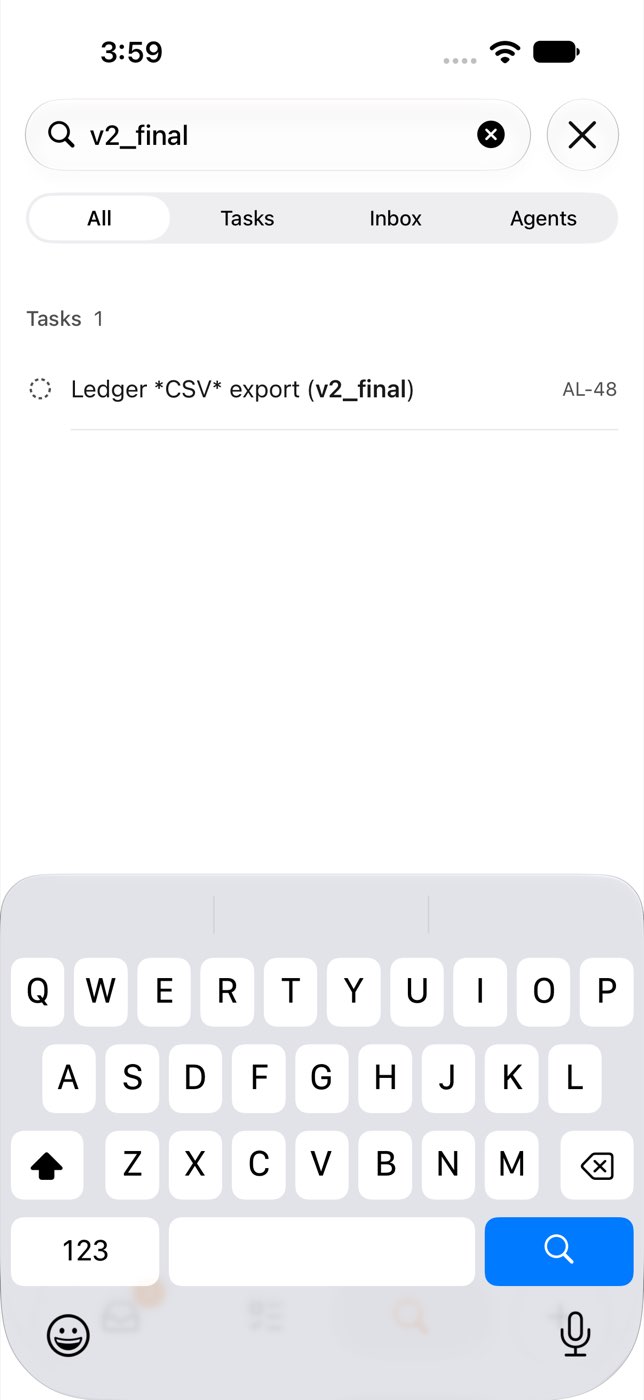 3:59
v2_final
All Tasks Inbox Agents
Tasks 1
Ledger *CSV* export (v2_final) AL-48
Q W E R T Y U I O P
A S D F G H J K L
Z X C V B N M
123